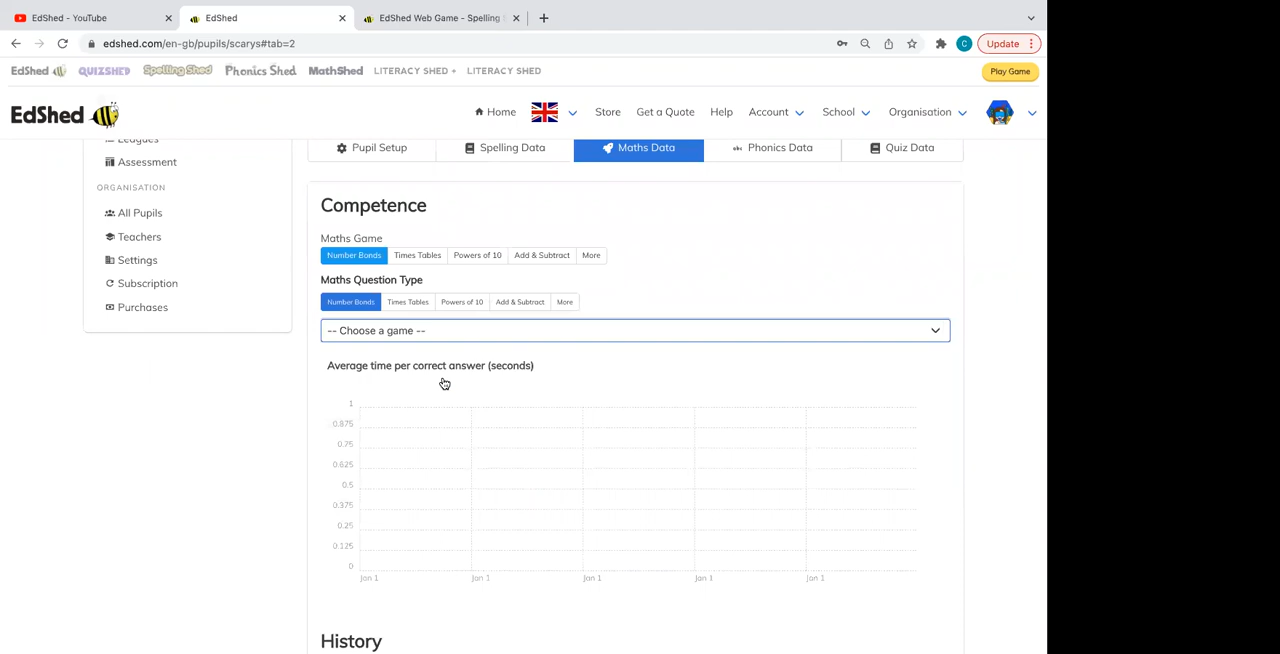 EdShed - YouTube
EdShed
EdShed Web Game - Spelling
edshed.com/en-gb/pupils/scarys#tab=2
C
Update
EdShed QUIZSHED Spelling Shed Phonics Shed MathShed LITERACY SHED + LITERACY SHED
Play Game
EdShed
Home Store Get a Quote Help Account School Organisation
Leagues
Assessment
ORGANISATION
All Pupils
Teachers
Settings
Subscription
Purchases
Pupil Setup Spelling Data Maths Data Phonics Data Quiz Data
Competence
Maths Game
Number Bonds Times Tables Powers of 10 Add & Subtract More
Maths Question Type
Number Bonds Times Tables Powers of 10 Add & Subtract More
-- Choose a game --
Average time per correct answer (seconds)
1
0.875
0.75
0.625
0.5
0.375
0.25
0.125
0
Jan 1 Jan 1 Jan 1 Jan 1 Jan 1
History